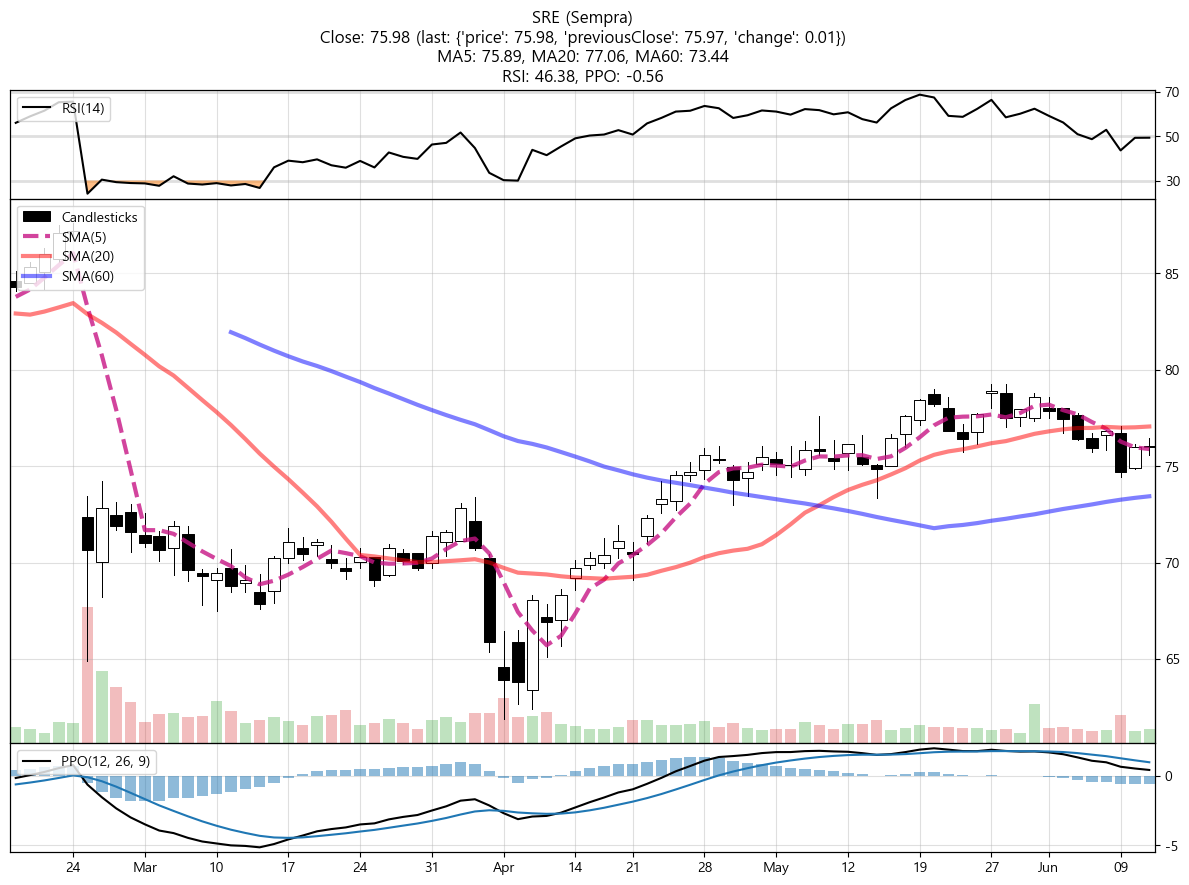 SRE (Sempra)
Close: 75.98 (last: {'price': 75.98, 'previousClose': 75.97, 'change': 0.01})
MA5: 75.89, MA20: 77.06, MA60: 73.44
RSI: 46.38, PPO: -0.56
RSI(14)
70
50
30
Candlesticks
SMA(5)
SMA(20)
SMA(60)
85
80
75
70
65
PPO(12, 26, 9)
0
-5
24 Mar 10 17 24 31 Apr 14 21 28 May 12 19 27 Jun 09